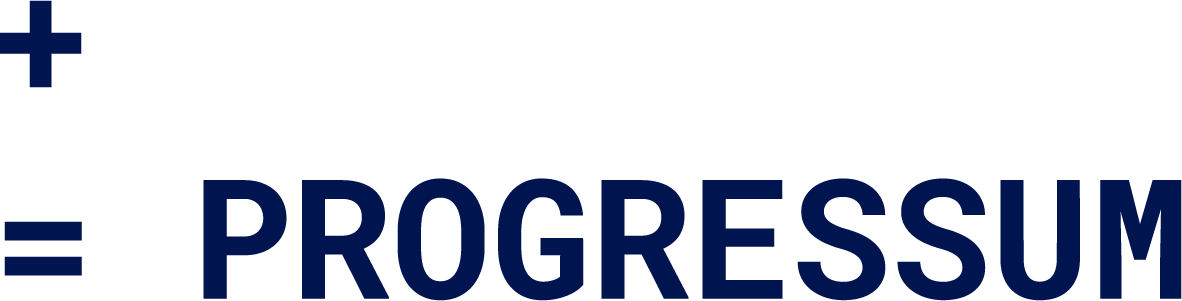 +
= PROGRESSUM